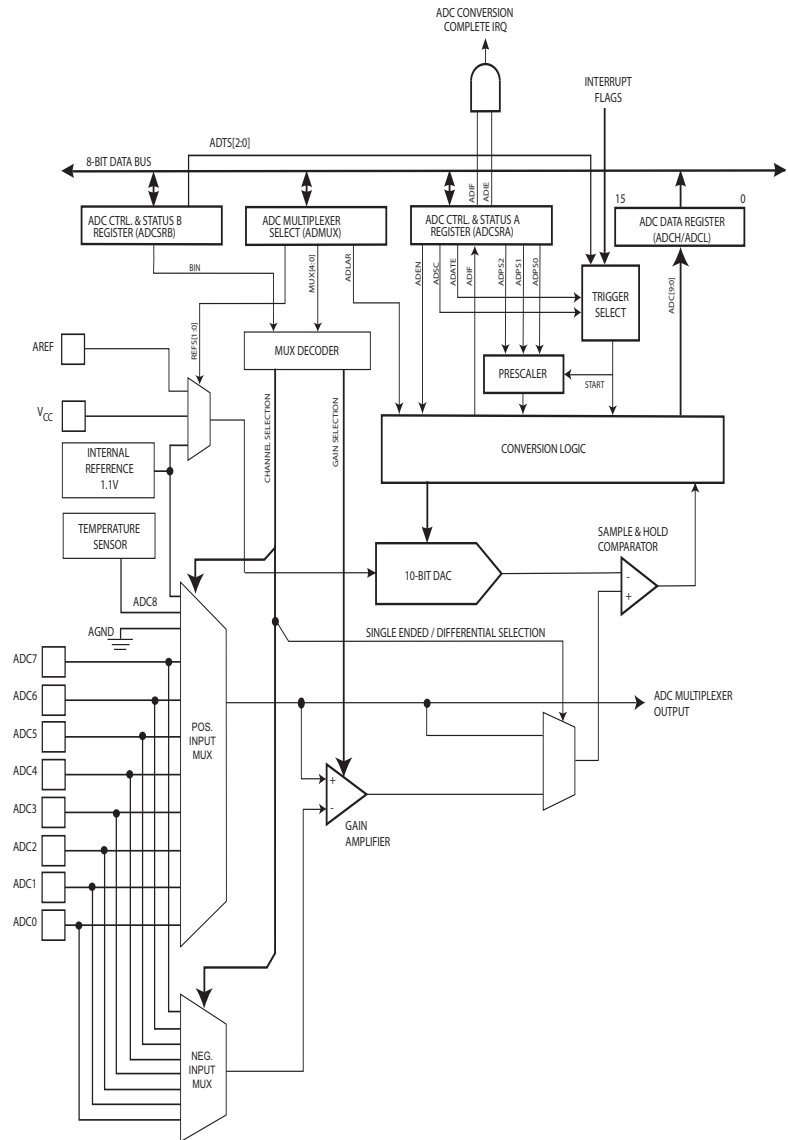 ADC CONVERSION
COMPLETE IRQ
INTERRUPT
FLAGS
ADTS[2:0]
8-BIT DATA BUS
ADIF
ADIE
15
0
ADC CTRL. & STATUS B
REGISTER (ADCSRB)
ADC MULTIPLEXER
SELECT (ADMUX)
ADC CTRL. & STATUS A
REGISTER (ADCSRA)
ADC DATA REGISTER
(ADCH/ADCL)
BIN
MUX[4:0]
ADLAR
ADEN
ADSC
ADATE
ADIF
ADPS2
ADPS1
ADPS0
TRIGGER
SELECT
ADC[9:0]
REFS[1:0]
MUX DECODER
AREF
PRESCALER
START
VCC
CHANNEL SELECTION
GAIN SELECTION
CONVERSION LOGIC
INTERNAL
REFERENCE
1.1V
TEMPERATURE
SENSOR
SAMPLE & HOLD
COMPARATOR
10-BIT DAC
-
+
ADC8
AGND
SINGLE ENDED / DIFFERENTIAL SELECTION
ADC7
ADC6
ADC MULTIPLEXER
OUTPUT
ADC5
POS.
INPUT
MUX
ADC4
+
-
ADC3
GAIN
AMPLIFIER
ADC2
ADC1
ADC0
NEG.
INPUT
MUX